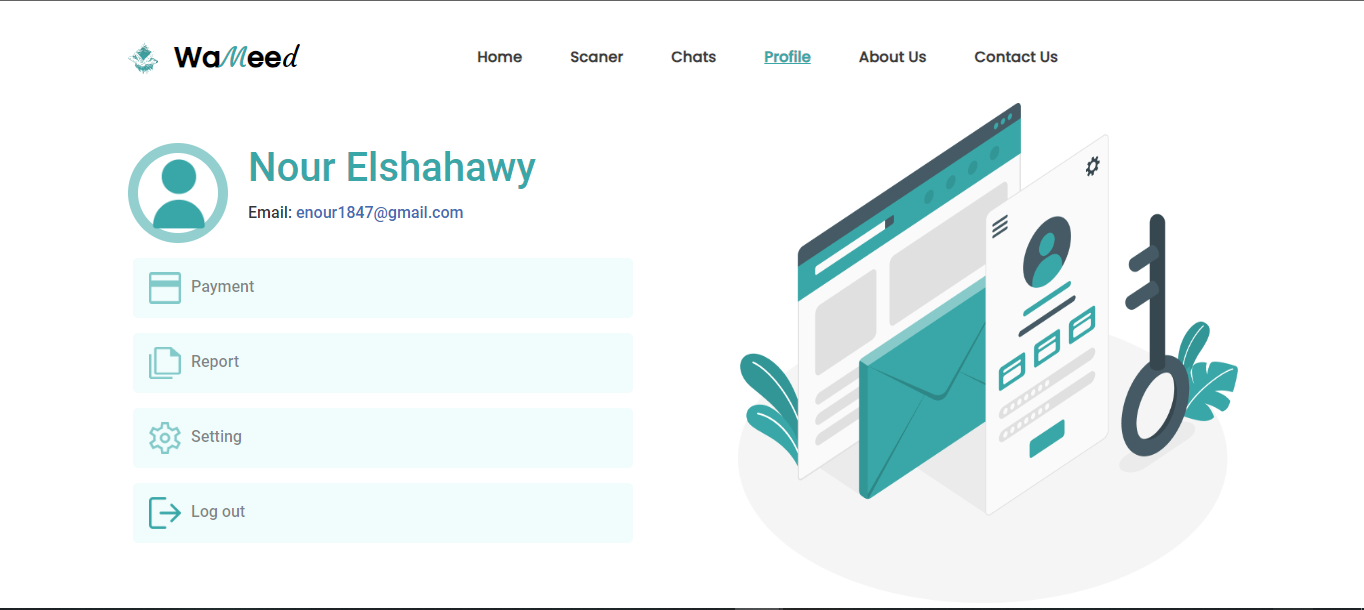 WaMeed
Home Scaner Chats Profile About Us Contact Us
Nour Elshahawy
Email: enour1847@gmail.com
Payment
Report
Setting
Log out